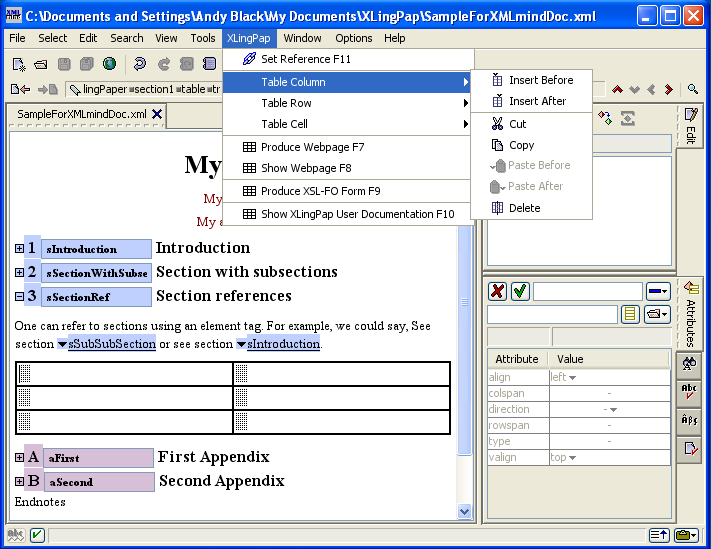 C:\Documents and Settings\Andy Black\My Documents\XLingPap\SampleForXMLmindDoc.xml
File Select Edit Search View Tools XLingPap Window Options Help
Set Reference F11
Table Column
Table Row
Table Cell
Produce Webpage F7
Show Webpage F8
Produce XSL-FO Form F9
Show XLingPap User Documentation F10
Insert Before
Insert After
Cut
Copy
Paste Before
Paste After
Delete
lingPaper section1 table tr
SampleForXMLmindDoc.xml
My
My
My a
1 sIntroduction Introduction
2 sSectionWithSubse Section with subsections
3 sSectionRef Section references
One can refer to sections using an element tag. For example, we could say, See
section sSubSubSection or see section sIntroduction.
A aFirst First Appendix
B aSecond Second Appendix
Endnotes
Edit
Attributes
Attribute Value
align left
colspan -
direction -
rowspan -
type -
valign top
Abc
Abc